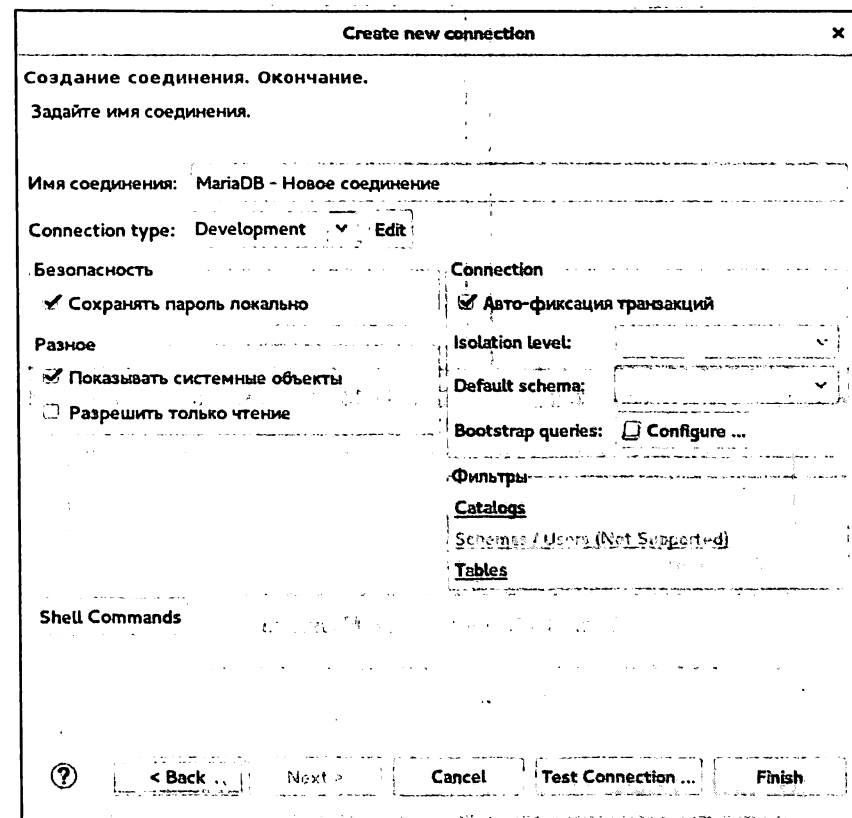 Create new connection ×
Создание соединения. Окончание.
Задайте имя соединения.
Имя соединения: MariaDB - Новое соединение
Connection type: Development Edit
Безопасность
Сохранять пароль локально
Разное
Показывать системные объекты
Разрешить только чтение
Connection
Авто-фиксация транзакций
Isolation level:
Default schema:
Bootstrap queries: Configure ...
Фильтры
Catalogs
Schemas / Users (Not Supported)
Tables
Shell Commands
? < Back Next > Cancel Test Connection ... Finish